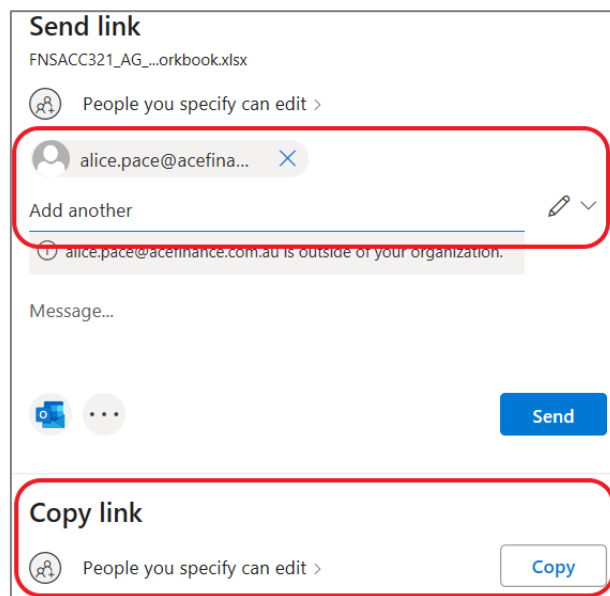 Send link
FNSACC321_AG_...orkbook.xlsx
People you specify can edit >
alice.pace@acefina...
Add another
alice.pace@acefinance.com.au is outside of your organization.
Message...
Send
Copy link
People you specify can edit >
Copy